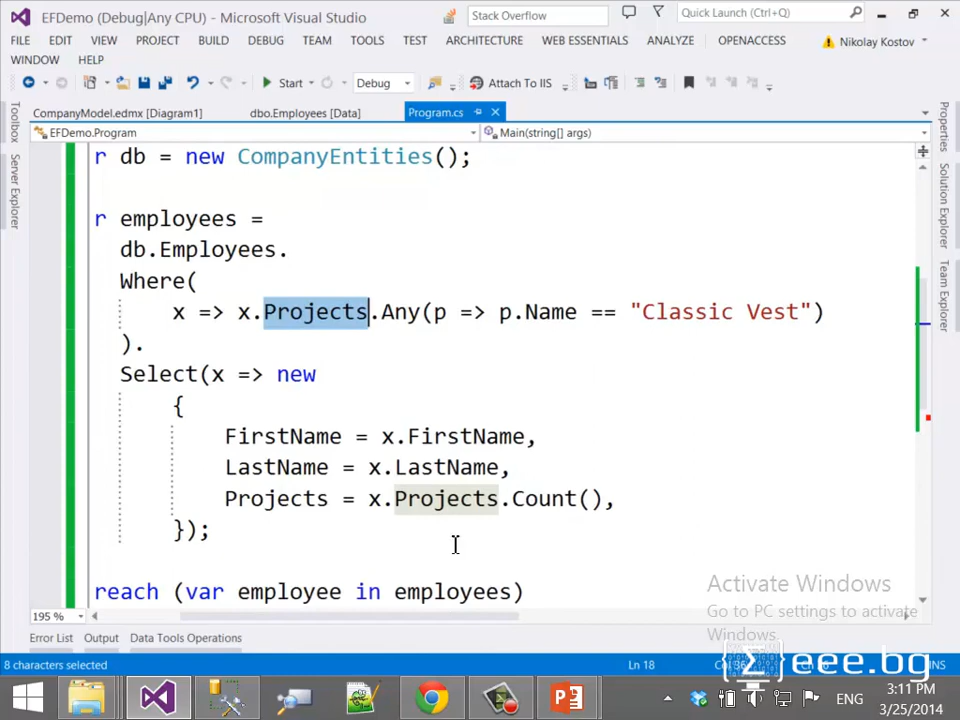 EFDemo (Debug|Any CPU) - Microsoft Visual Studio
Stack Overflow
Quick Launch (Ctrl+Q)
FILE EDIT VIEW PROJECT BUILD DEBUG TEAM TOOLS TEST ARCHITECTURE WEB ESSENTIALS ANALYZE OPENACCESS
Nikolay Kostov
WINDOW HELP
Start Debug Attach To IIS
CompanyModel.edmx [Diagram1] dbo.Employees [Data] Program.cs
EFDemo.Program Main(string[] args)
Toolbox
Server Explorer
Properties
Solution Explorer
Team Explorer
r db = new CompanyEntities();
r employees =
db.Employees.
Where(
x => x.Projects.Any(p => p.Name == "Classic Vest")
).
Select(x => new
{
FirstName = x.FirstName,
LastName = x.LastName,
Projects = x.Projects.Count(),
});
reach (var employee in employees)
Activate Windows
Go to PC settings to activate
Windows.
195 %
Error List Output Data Tools Operations
8 characters selected Ln 18
eee.bg
ENG
3:11 PM
3/25/2014